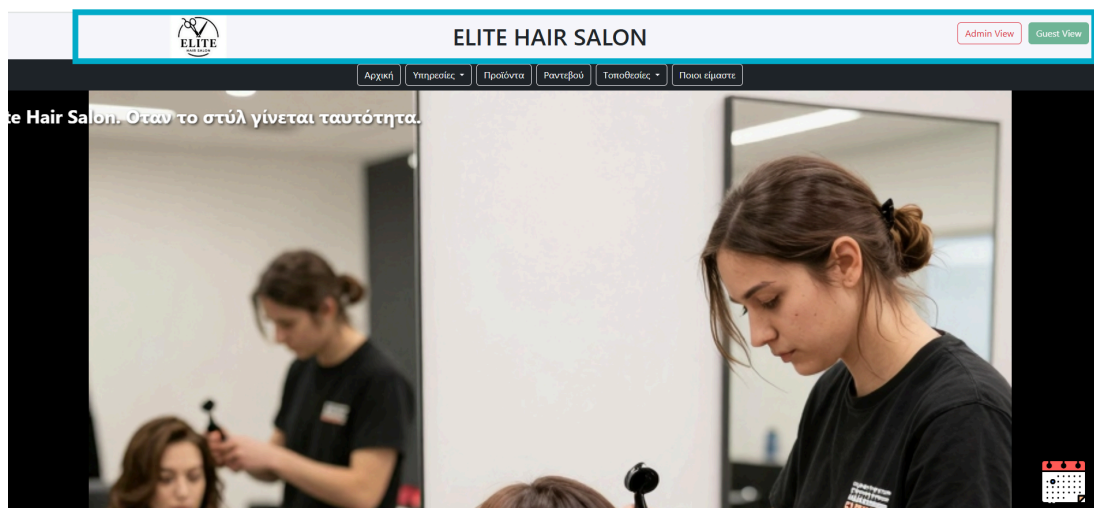 ELITE
HAIR SALON
ELITE HAIR SALON
Admin View
Guest View
Αρχική
Υπηρεσίες
Προϊόντα
Ραντεβού
Τοποθεσίες
Ποιοι είμαστε
te Hair Salon. Όταν το στύλ γίνεται ταυτότητα.